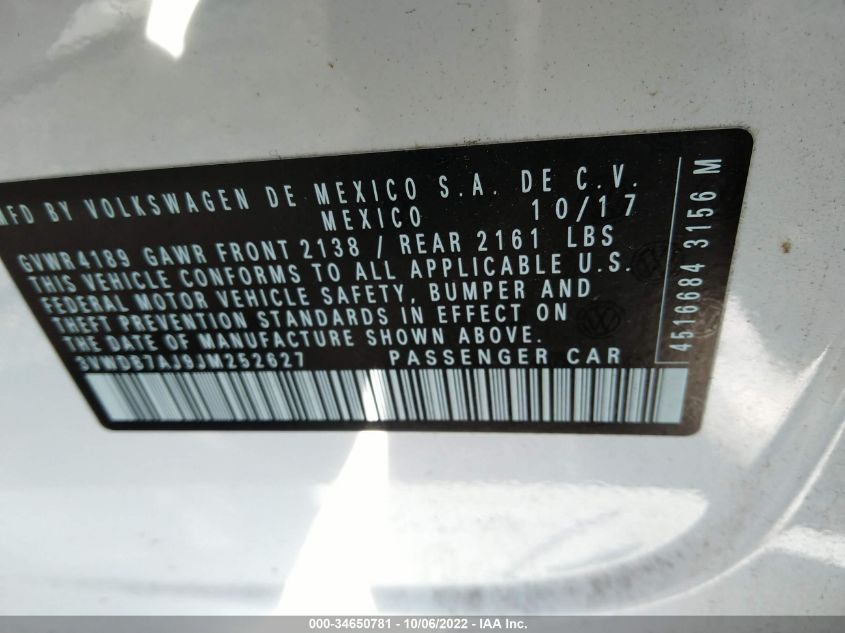 MFD BY VOLKSWAGEN DE MEXICO S.A. DE C.V.
MEXICO 10/17
GVWR4189 GAWR FRONT 2138 / REAR 2161 LBS
THIS VEHICLE CONFORMS TO ALL APPLICABLE U.S.
FEDERAL MOTOR VEHICLE SAFETY, BUMPER AND
THEFT PREVENTION STANDARDS IN EFFECT ON
THE DATE OF MANUFACTURE SHOWN ABOVE.
3VWDB7AJ9JM252627 PASSENGER CAR
4516684 3156 M
000-34650781 - 10/06/2022 - IAA Inc.